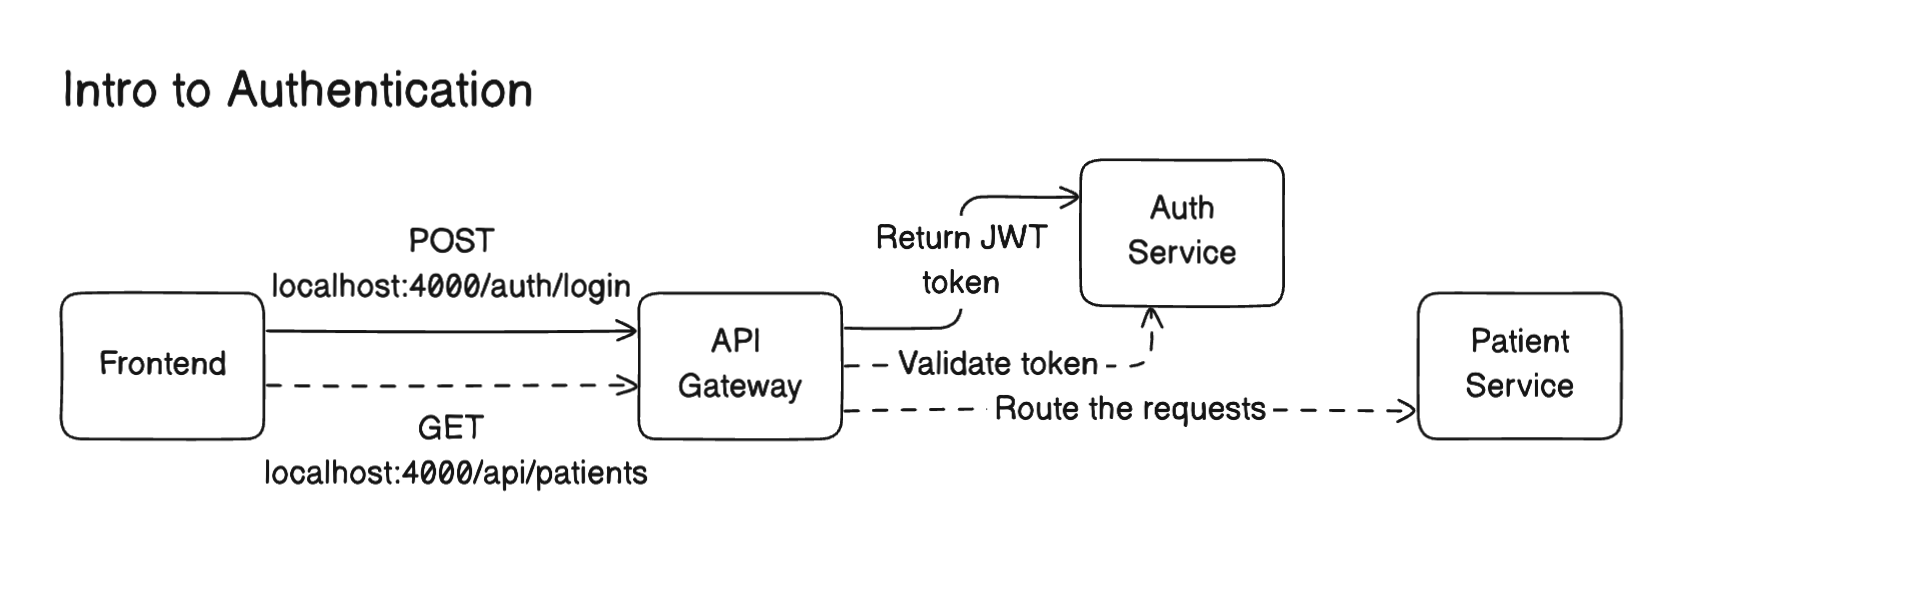 Intro to Authentication
POST
localhost:4000/auth/login
Frontend
GET
localhost:4000/api/patients
API
Gateway
Return JWT
token
Auth
Service
Validate token
Route the requests
Patient
Service